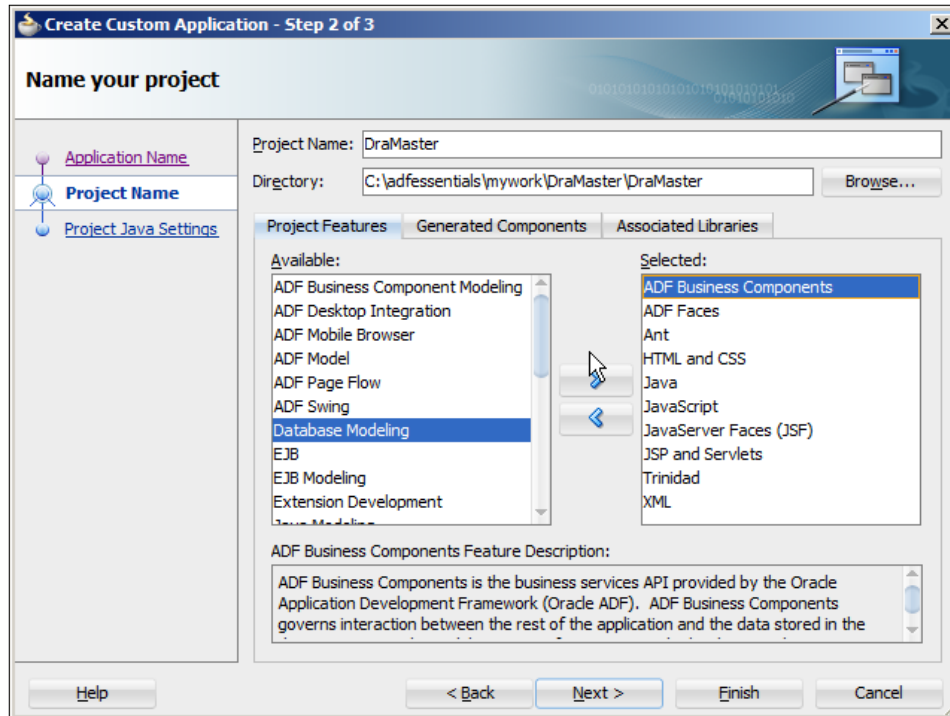 Create Custom Application - Step 2 of 3
Name your project
Application Name
Project Name
Project Java Settings
Project Name: DraMaster
Directory: C:\adfessentials\mywork\DraMaster\DraMaster Browse...
Project Features Generated Components Associated Libraries
Available:
ADF Business Component Modeling
ADF Desktop Integration
ADF Mobile Browser
ADF Model
ADF Page Flow
ADF Swing
Database Modeling
EJB
EJB Modeling
Extension Development
Selected:
ADF Business Components
ADF Faces
Ant
HTML and CSS
Java
JavaScript
JavaServer Faces (JSF)
JSP and Servlets
Trinidad
XML
ADF Business Components Feature Description:
ADF Business Components is the business services API provided by the Oracle
Application Development Framework (Oracle ADF). ADF Business Components
governs interaction between the rest of the application and the data stored in the
Help < Back Next > Finish Cancel